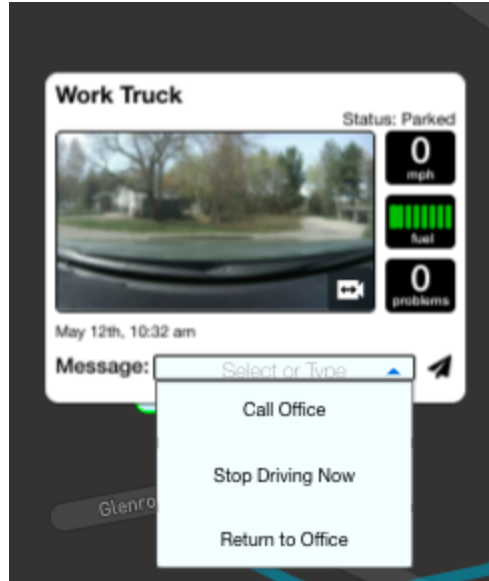 Work Truck
Status: Parked
0
mph
fuel
0
problems
May 12th, 10:32 am
Message:
Select or Type
Call Office
Stop Driving Now
Glenro
Return to Office